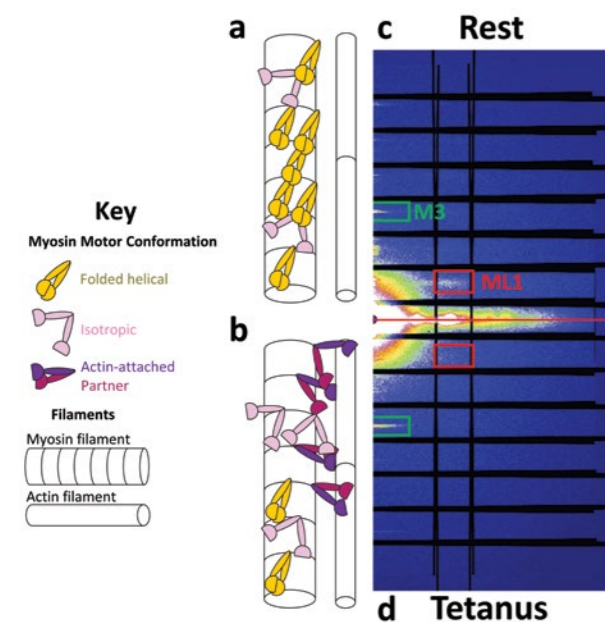 a
c
Rest
Key
Myosin Motor Conformation
Folded helical
Isotropic
Actin-attached
Partner
Filaments
Myosin filament
Actin filament
M3
ML1
b
d
Tetanus